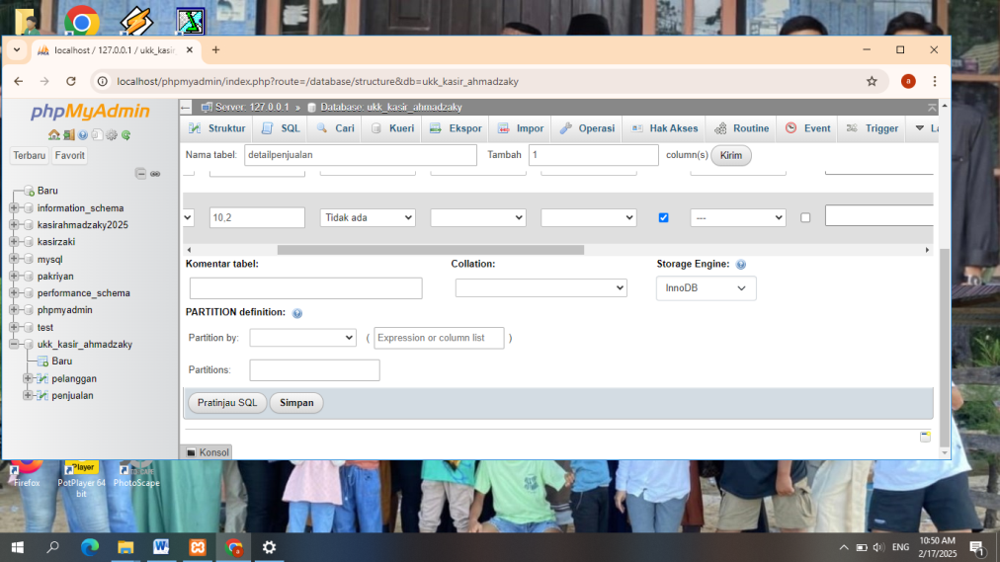 localhost / 127.0.0.1 / ukk_kasir
localhost/phpmyadmin/index.php?route=/database/structure&db=ukk_kasir_ahmadzaky
a
phpMyAdmin
Terbaru Favorit
Baru
information_schema
kasirahmadzaky2025
kasirzaki
mysql
pakriyan
performance_schema
phpmyadmin
test
ukk_kasir_ahmadzaky
Baru
pelanggan
penjualan
Server: 127.0.0.1 » Database: ukk_kasir_ahmadzaky
Struktur SQL Cari Kueri Ekspor Impor Operasi Hak Akses Routine Event Trigger
Nama tabel: detailpenjualan Tambah 1 column(s) Kirim
10,2 Tidak ada ---
Komentar tabel: Collation: Storage Engine:
InnoDB
PARTITION definition:
Partition by: ( Expression or column list )
Partitions:
Pratinjau SQL Simpan
Konsol
Firefox
Player
PotPlayer 64 bit
PhotoScape
ENG
10:50 AM
2/17/2025
1